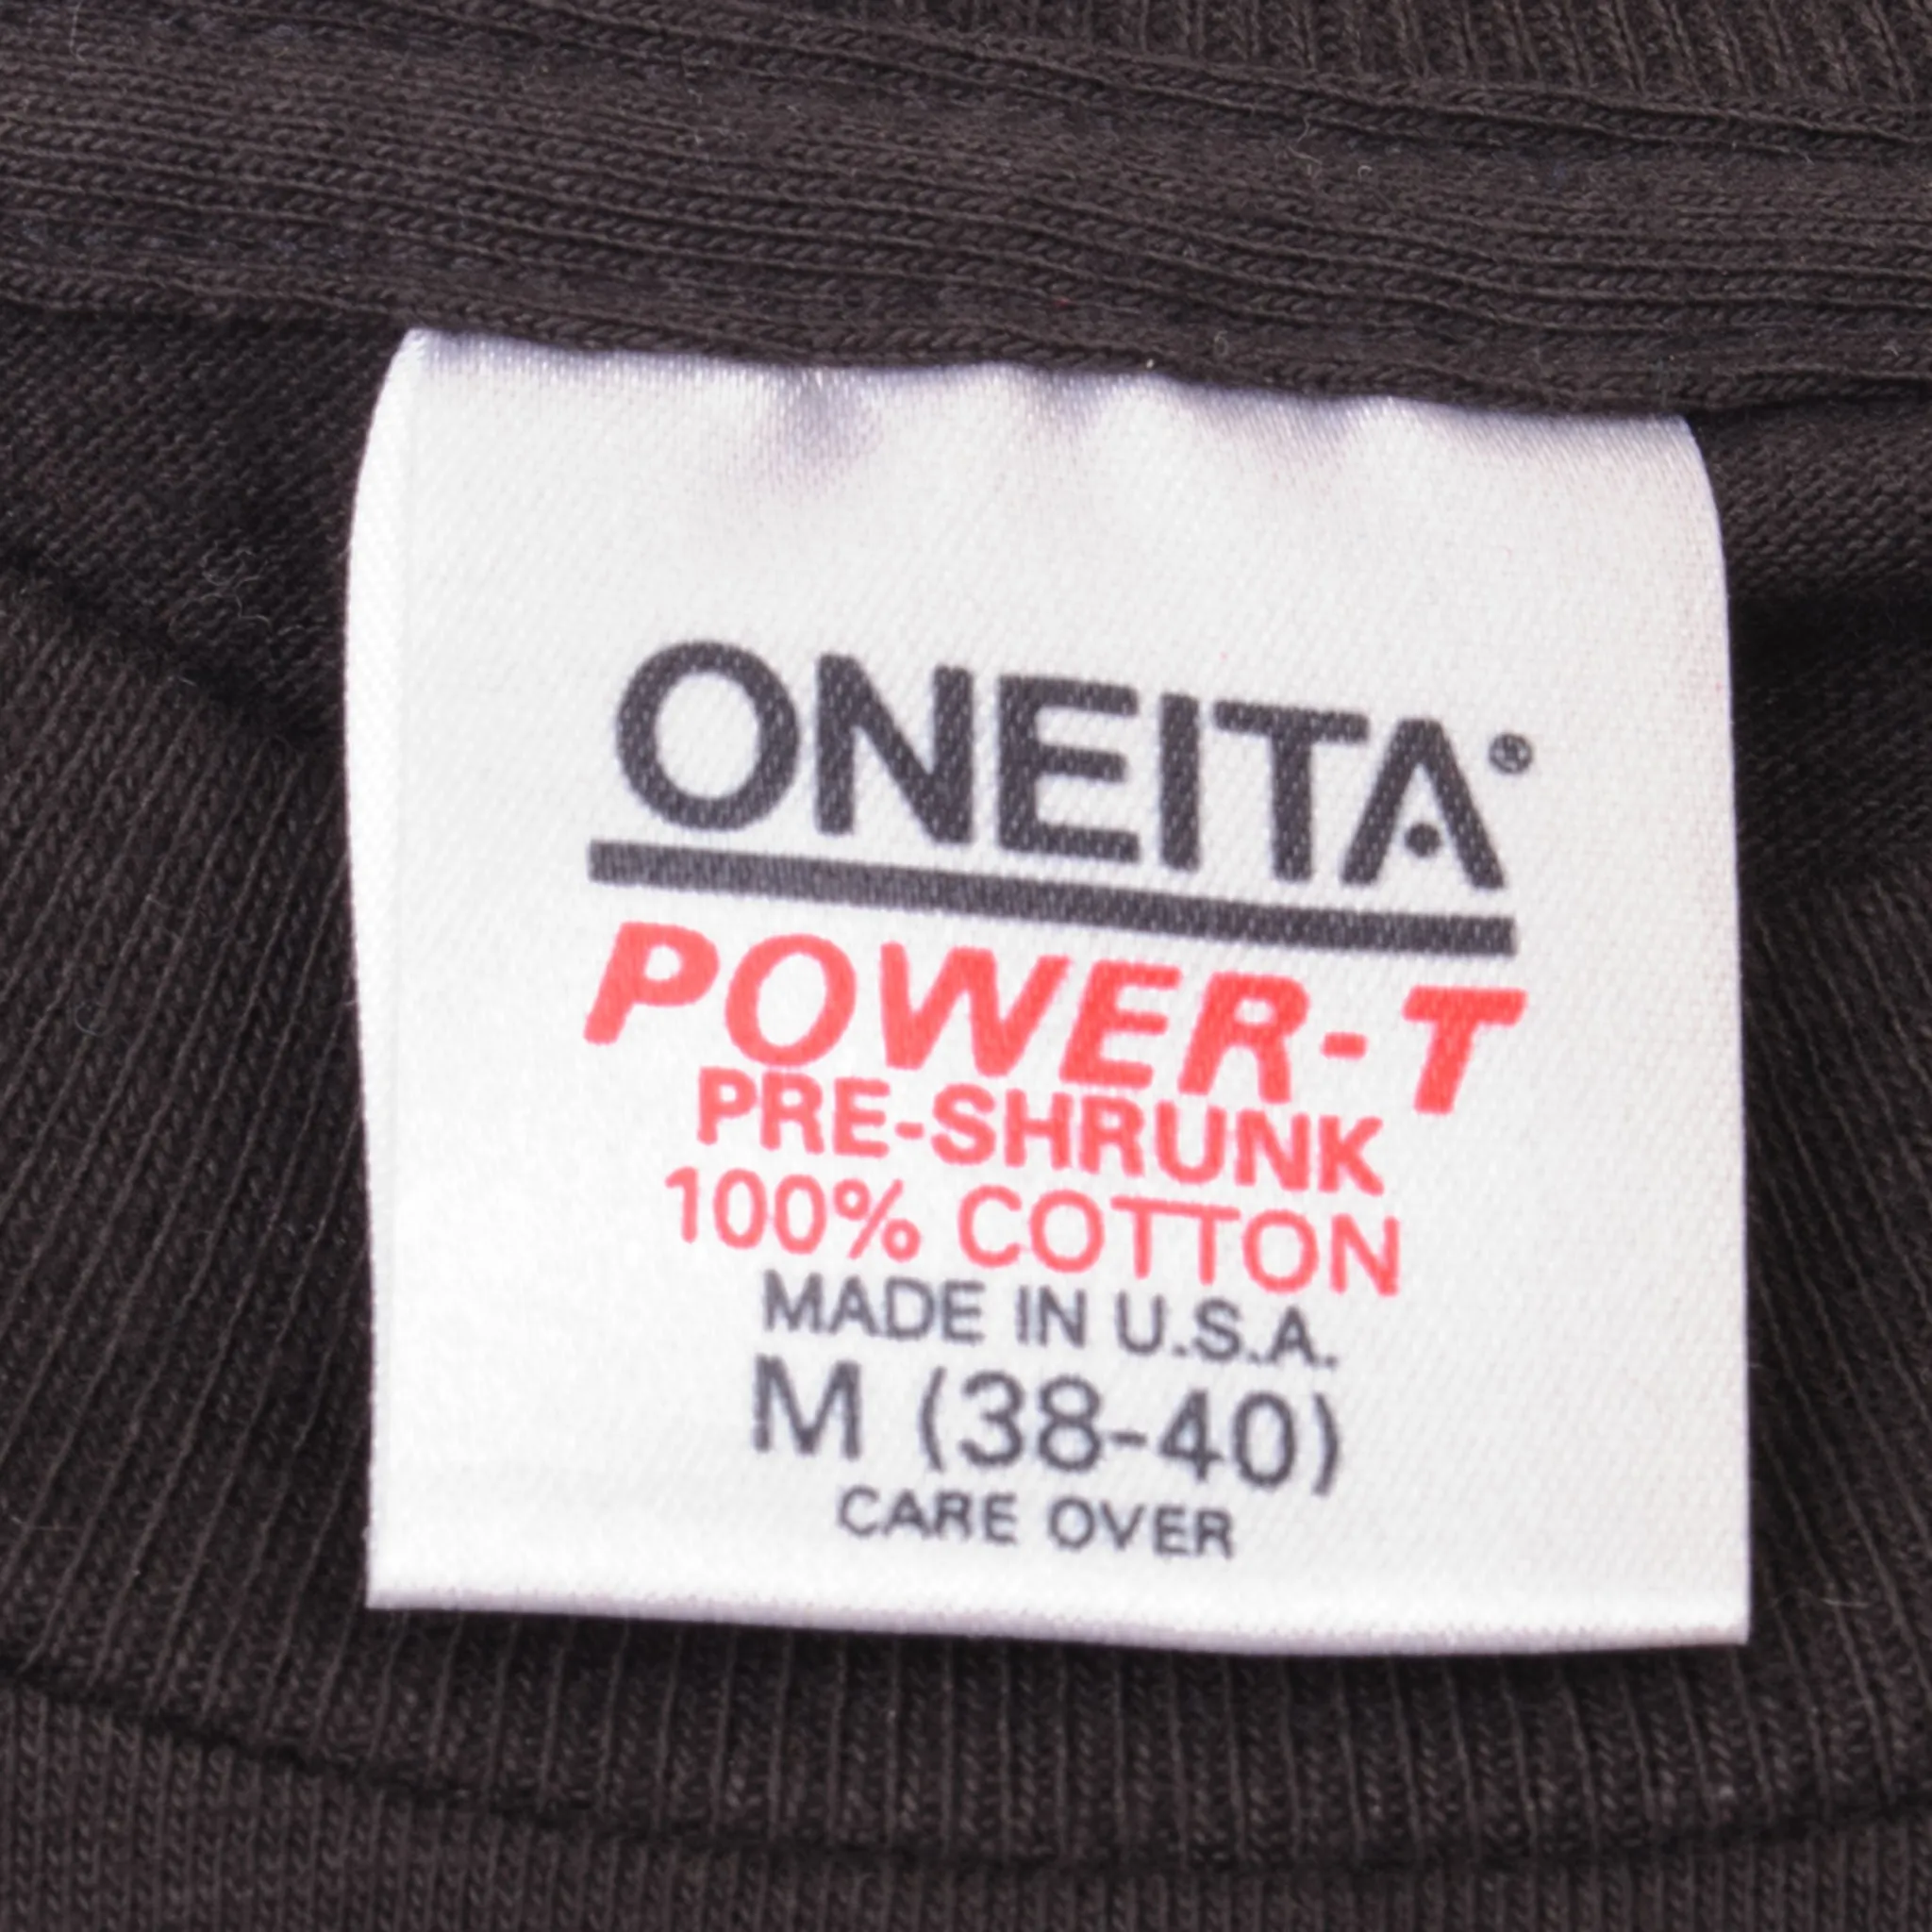 ONEITA®
POWER-T
PRE-SHRUNK
100% COTTON
MADE IN U.S.A.
M (38-40)
CARE OVER